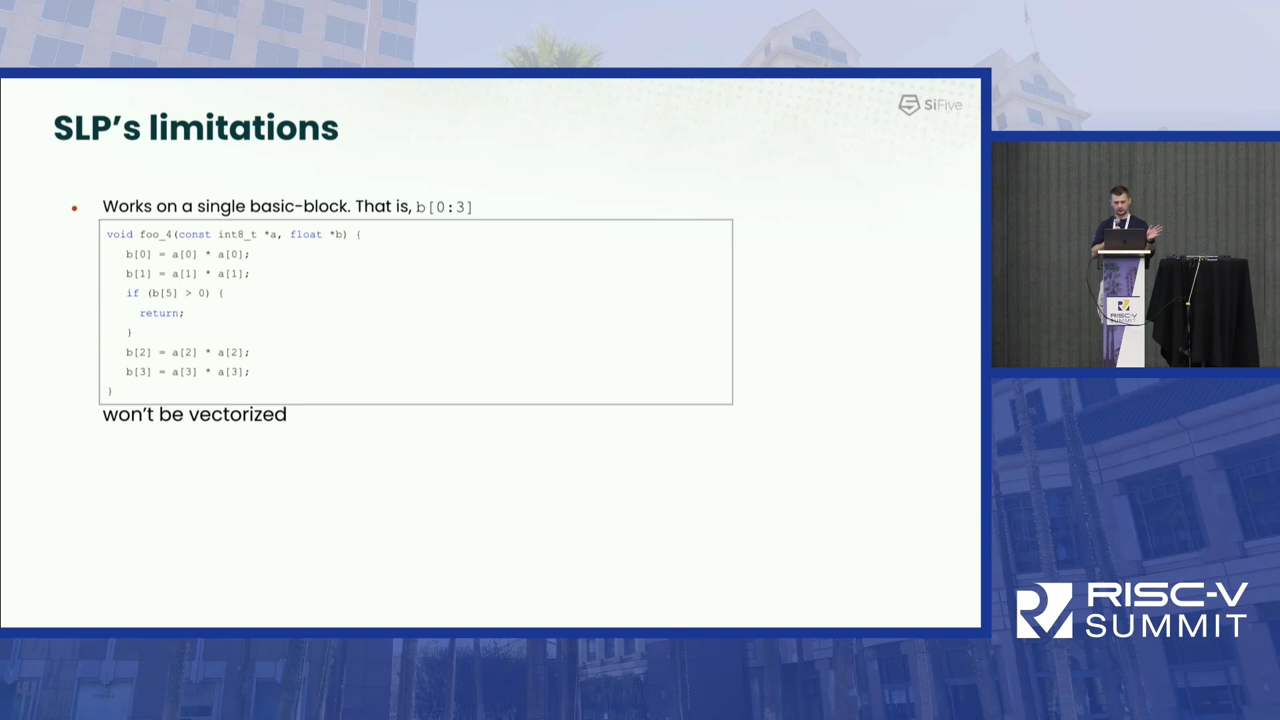 SLP's limitations
SiFive
• Works on a single basic-block. That is, b[0:3]
void foo_4(const int8_t *a, float *b) {
b[0] = a[0] * a[0];
b[1] = a[1] * a[1];
if (b[5] > 0) {
return;
}
b[2] = a[2] * a[2];
b[3] = a[3] * a[3];
}
won't be vectorized
RISC-V
SUMMIT
RISC-V
SUMMIT